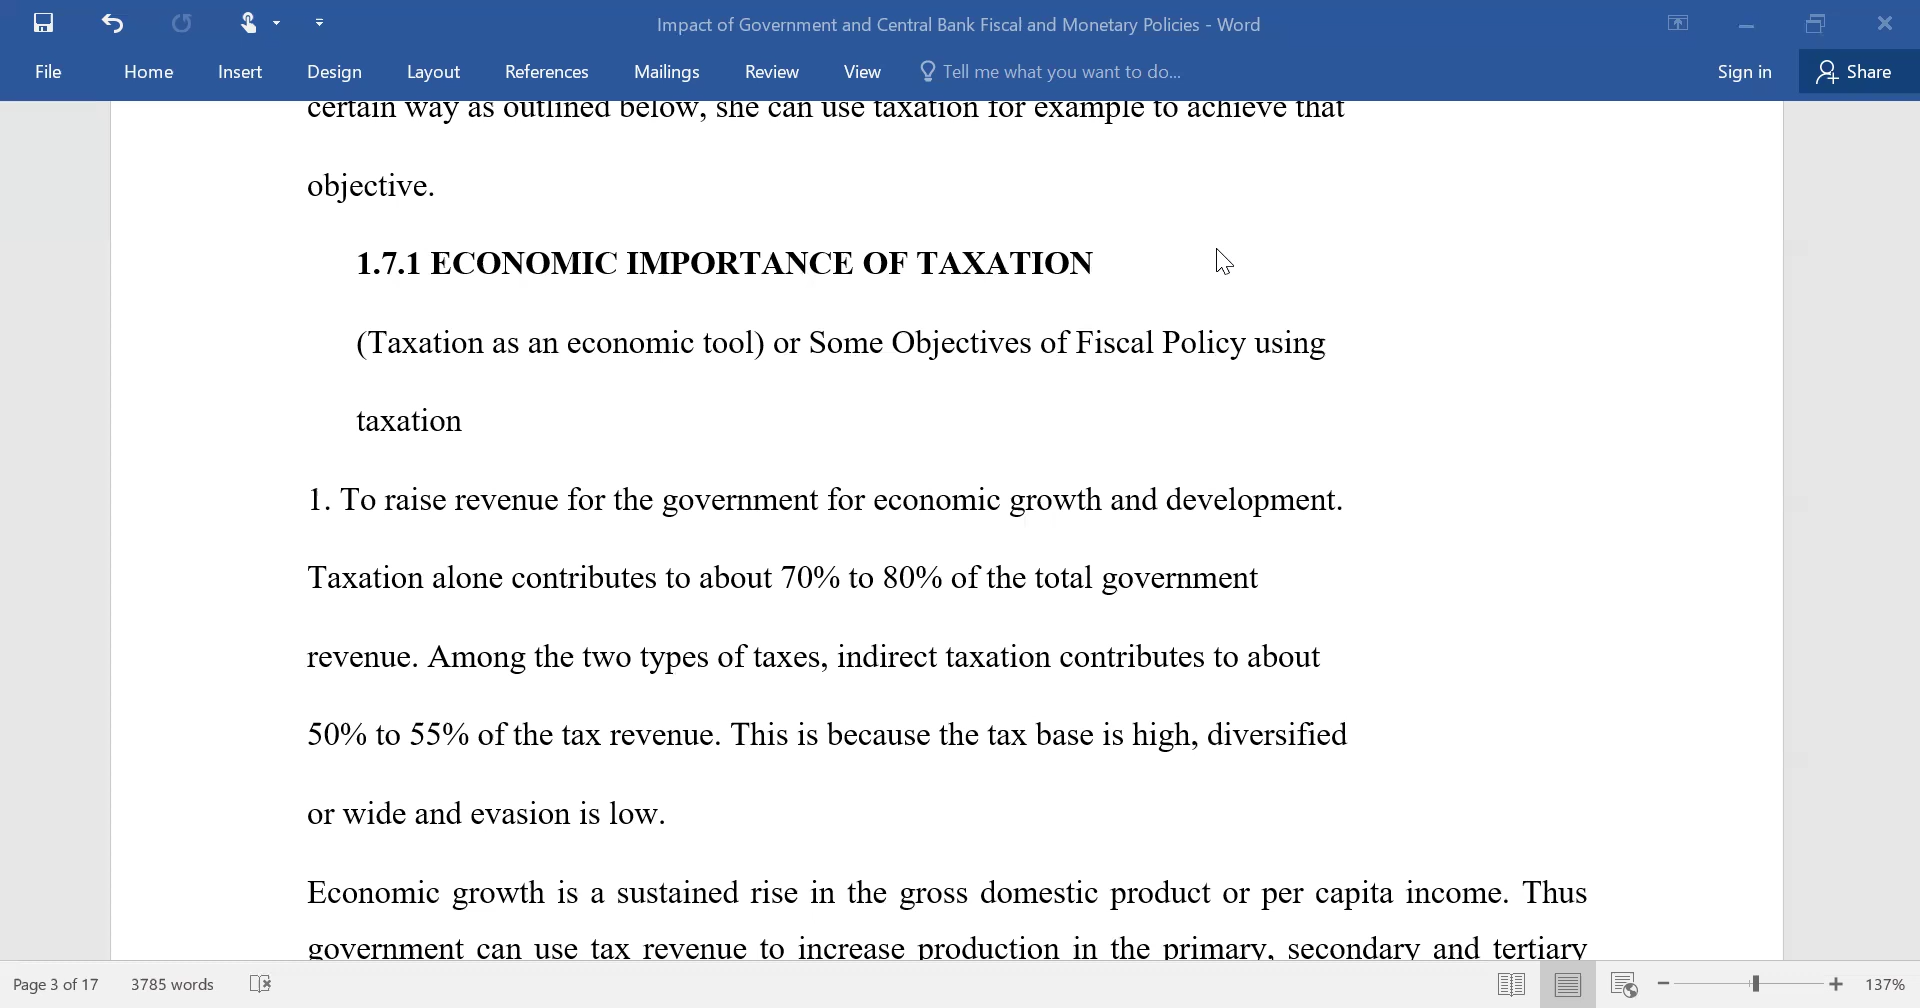 Impact of Government and Central Bank Fiscal and Monetary Policies - Word
File Home Insert Design Layout References Mailings Review View Tell me what you want to do... Sign in Share
certain way as outlined below, she can use taxation for example to achieve that
objective.
1.7.1 ECONOMIC IMPORTANCE OF TAXATION
(Taxation as an economic tool) or Some Objectives of Fiscal Policy using
taxation
1. To raise revenue for the government for economic growth and development.
Taxation alone contributes to about 70% to 80% of the total government
revenue. Among the two types of taxes, indirect taxation contributes to about
50% to 55% of the tax revenue. This is because the tax base is high, diversified
or wide and evasion is low.
Economic growth is a sustained rise in the gross domestic product or per capita income. Thus
government can use tax revenue to increase production in the primary, secondary and tertiary
Page 3 of 17 3785 words 137%